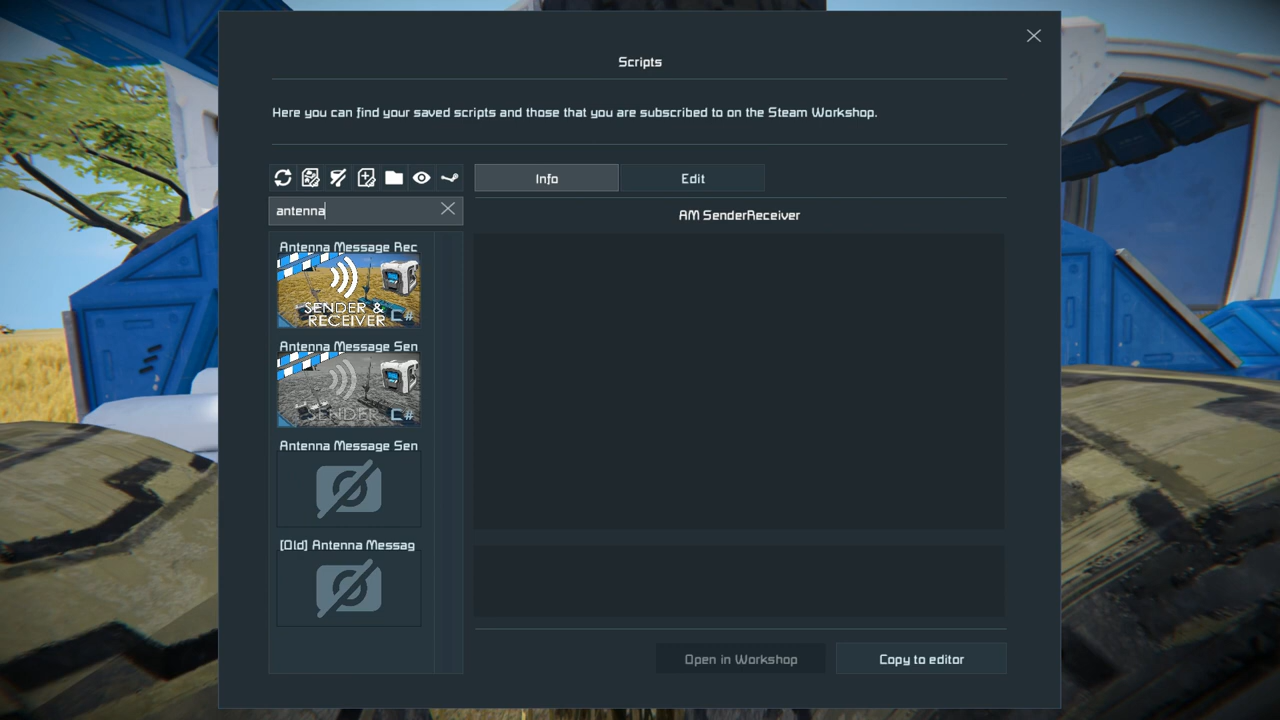 Scripts
Here you can find your saved scripts and those that you are subscribed to on the Steam Workshop.
Info
Edit
antenna
AM SenderReceiver
Antenna Message Rec
SENDER &
RECEIVER
C#
Antenna Message Sen
SENDER
C#
Antenna Message Sen
[Old] Antenna Messag
Open in Workshop
Copy to editor